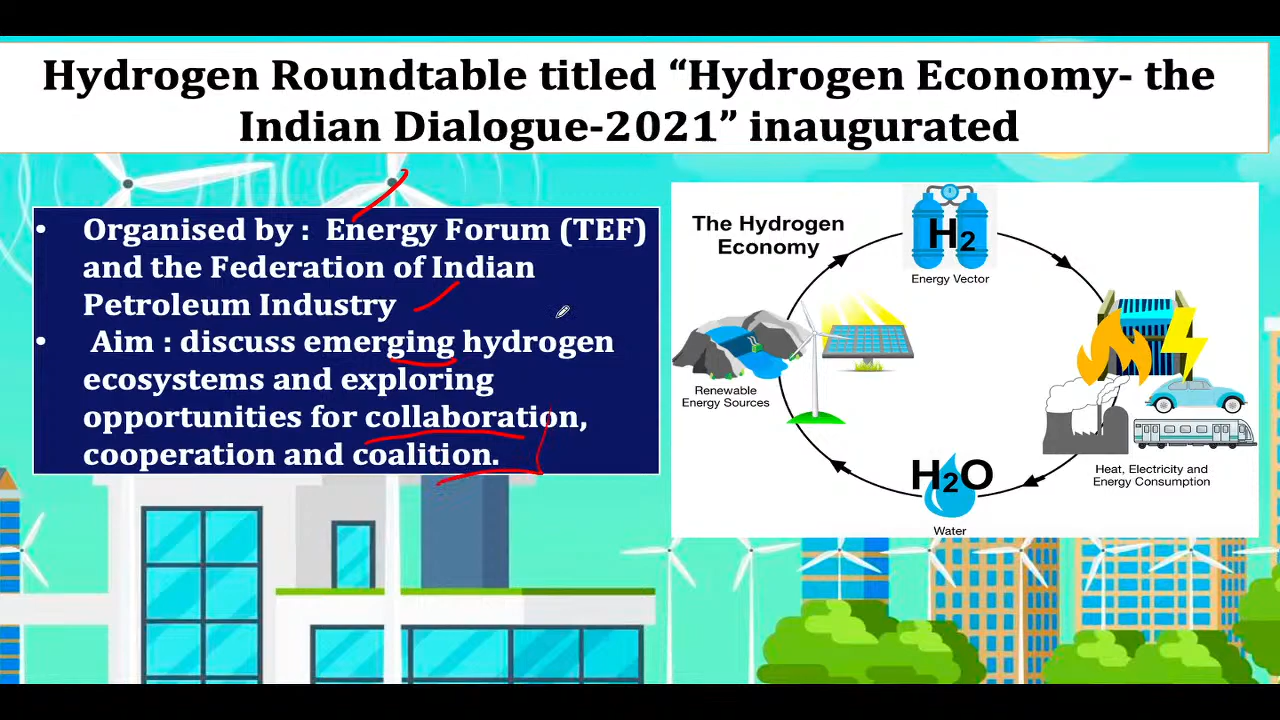 Hydrogen Roundtable titled “Hydrogen Economy- the
Indian Dialogue-2021” inaugurated
• Organised by : Energy Forum (TEF)
and the Federation of Indian
Petroleum Industry
• Aim : discuss emerging hydrogen
ecosystems and exploring
opportunities for collaboration,
cooperation and coalition.
The Hydrogen
Economy
H2
Energy Vector
Renewable
Energy Sources
Heat, Electricity and
Energy Consumption
H2O
Water